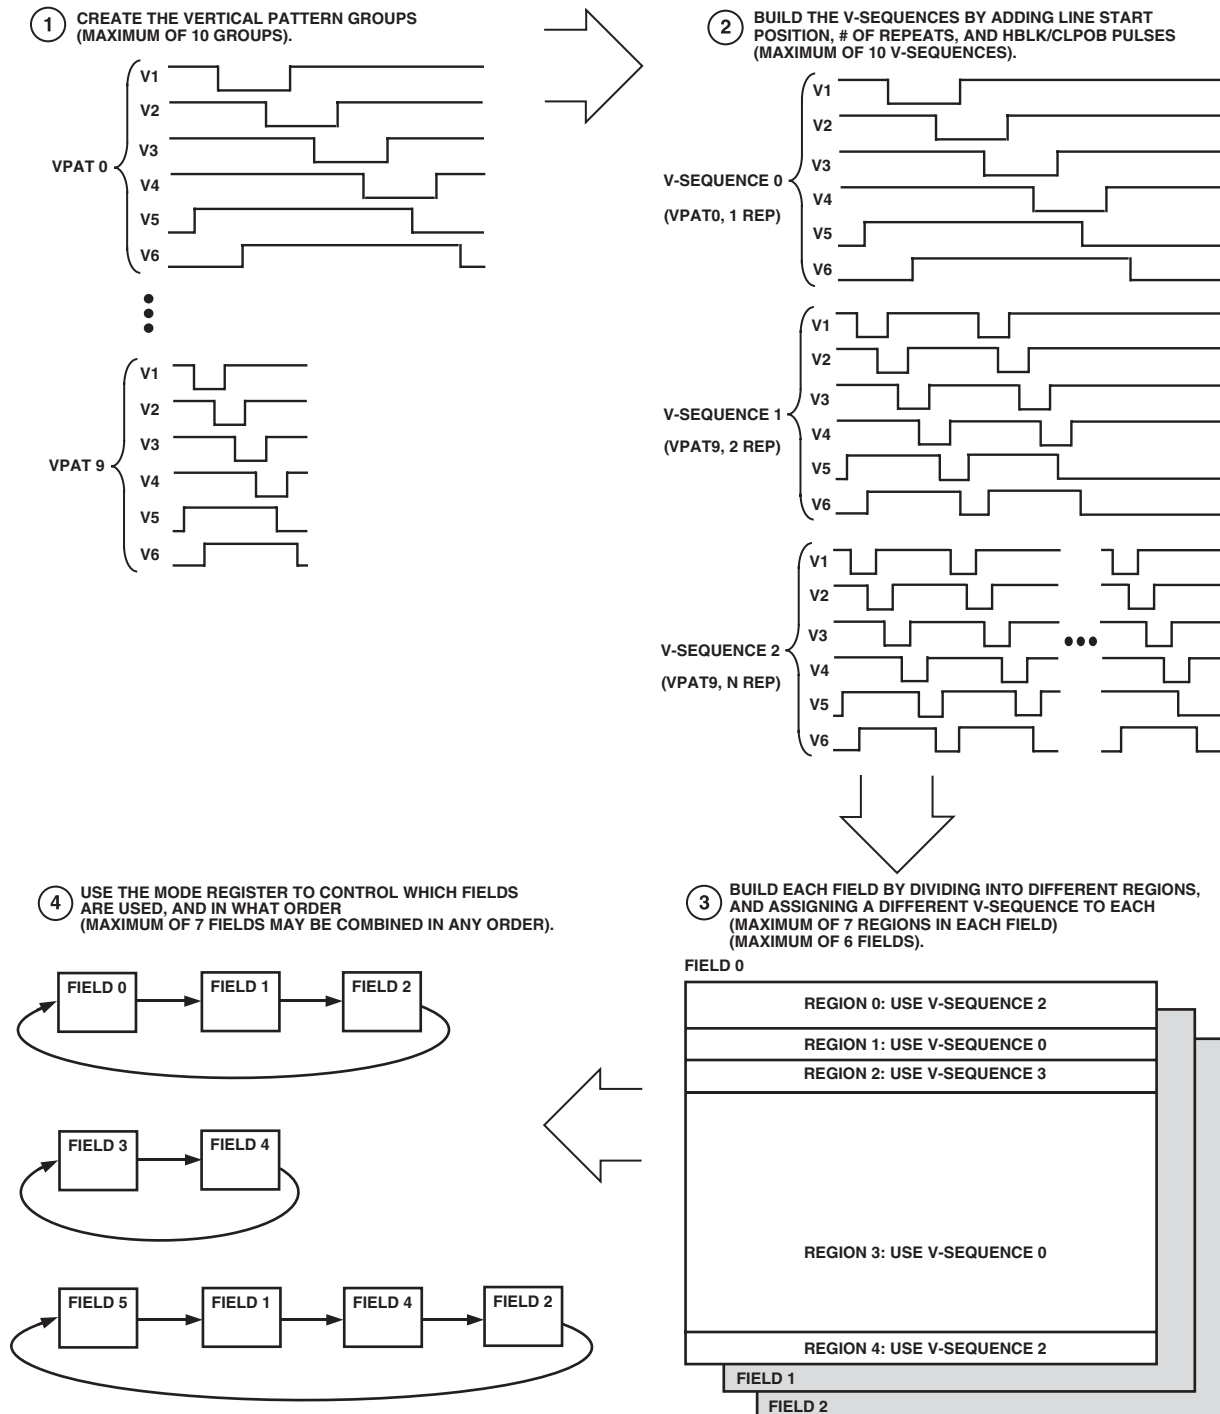 1 CREATE THE VERTICAL PATTERN GROUPS
(MAXIMUM OF 10 GROUPS).
V1
V2
V3
VPAT 0
V4
V5
V6
V1
V2
V3
VPAT 9
V4
V5
V6
2 BUILD THE V-SEQUENCES BY ADDING LINE START
POSITION, # OF REPEATS, AND HBLK/CLPOB PULSES
(MAXIMUM OF 10 V-SEQUENCES).
V1
V2
V3
V-SEQUENCE 0
V4
(VPAT0, 1 REP)
V5
V6
V1
V2
V3
V-SEQUENCE 1
V4
(VPAT9, 2 REP)
V5
V6
V1
V2
V3
V-SEQUENCE 2
V4
(VPAT9, N REP)
V5
V6
3 BUILD EACH FIELD BY DIVIDING INTO DIFFERENT REGIONS,
AND ASSIGNING A DIFFERENT V-SEQUENCE TO EACH
(MAXIMUM OF 7 REGIONS IN EACH FIELD)
(MAXIMUM OF 6 FIELDS).
FIELD 0
REGION 0: USE V-SEQUENCE 2
REGION 1: USE V-SEQUENCE 0
REGION 2: USE V-SEQUENCE 3
REGION 3: USE V-SEQUENCE 0
REGION 4: USE V-SEQUENCE 2
FIELD 1
FIELD 2
4 USE THE MODE REGISTER TO CONTROL WHICH FIELDS
ARE USED, AND IN WHAT ORDER
(MAXIMUM OF 7 FIELDS MAY BE COMBINED IN ANY ORDER).
FIELD 0 FIELD 1 FIELD 2
FIELD 3 FIELD 4
FIELD 5 FIELD 1 FIELD 4 FIELD 2